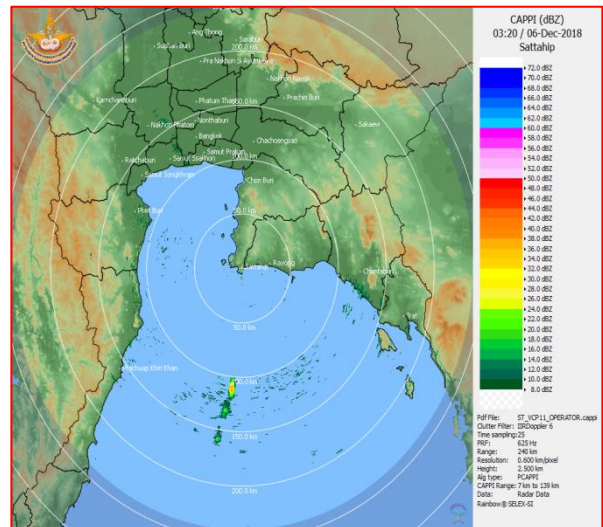 CAPPI (dBZ)
03:20 / 06-Dec-2018
Sattahip
72.0 dBZ
70.0 dBZ
68.0 dBZ
66.0 dBZ
64.0 dBZ
62.0 dBZ
60.0 dBZ
58.0 dBZ
56.0 dBZ
54.0 dBZ
52.0 dBZ
50.0 dBZ
48.0 dBZ
46.0 dBZ
44.0 dBZ
42.0 dBZ
40.0 dBZ
38.0 dBZ
36.0 dBZ
34.0 dBZ
32.0 dBZ
30.0 dBZ
28.0 dBZ
26.0 dBZ
24.0 dBZ
22.0 dBZ
20.0 dBZ
18.0 dBZ
16.0 dBZ
14.0 dBZ
12.0 dBZ
10.0 dBZ
8.0 dBZ
Pdf File: ST_VCP11_OPERATOR.cappi
Clutter Filter: IIRDoppler 6
Time sampling:25
PRF: 625 Hz
Range: 240 km
Resolution: 0.600 km/pixel
Height: 2.500 km
Alg type: PCAPPI
CAPPI Range: 7 km to 139 km
Data: Radar Data
Rainbow® SELEX-SI
Ang Thong
Suphan Buri
Saraburi
200.0 km
Pra Nakhon Si Ayutthaya
Nakhon Nayok
Kanchanaburi
Phatum Thani
Prachin Buri
Nonthaburi
Nakhon Pathom
Sakaew
Bangkok
Chachoengsao
Samut Prakarn
Ratchaburi
Samut Ssakhon
100.0 km
Samut Songkhram
Chon Buri
Phet Buri
50.0 km
Rayong
Chantaburi
50.0 km
Trat
Prachuap Khiri Khan
200.0 km